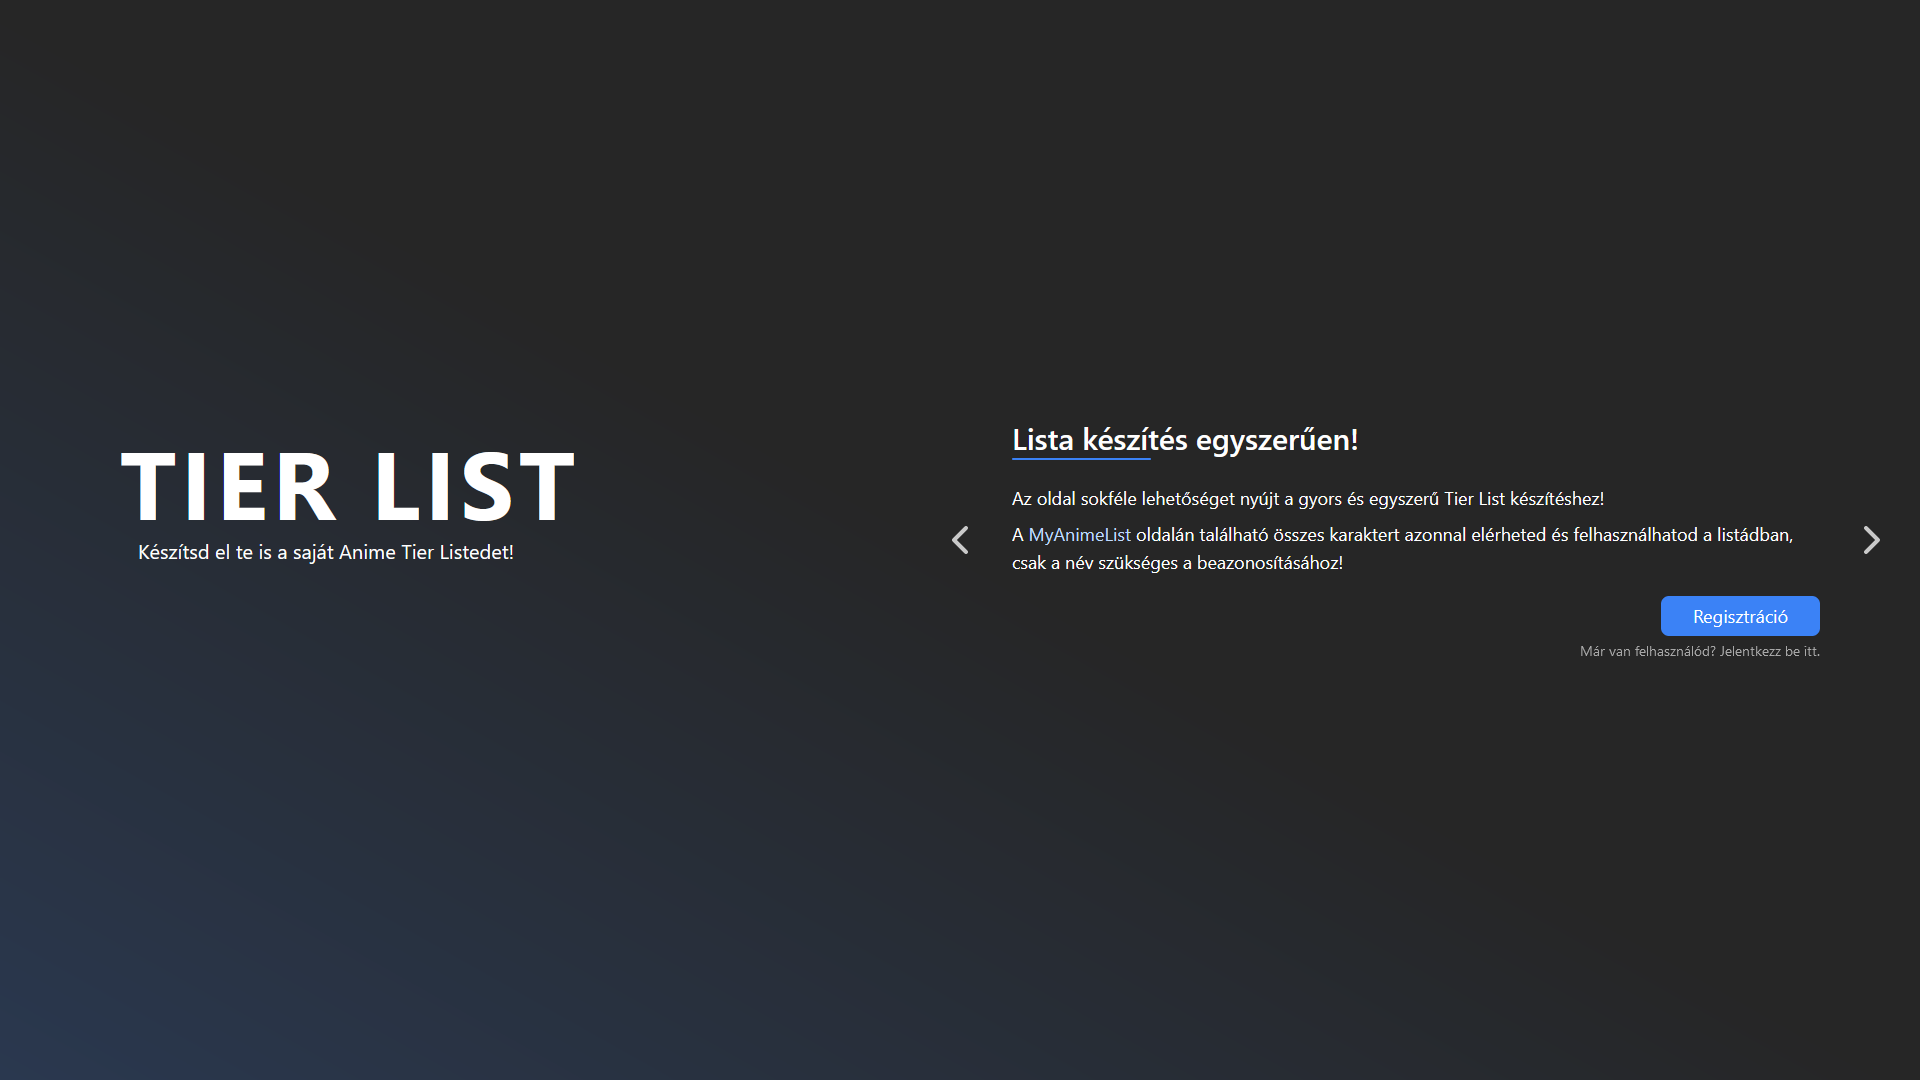 TIER LIST
Készítsd el te is a saját Anime Tier Listedet!
Lista készítés egyszerűen!
Az oldal sokféle lehetőséget nyújt a gyors és egyszerű Tier List készítéshez!
A MyAnimeList oldalán található összes karaktert azonnal elérheted és felhasználhatod a listádban,
csak a név szükséges a beazonosításához!
Regisztráció
Már van felhasználód? Jelentkezz be itt.